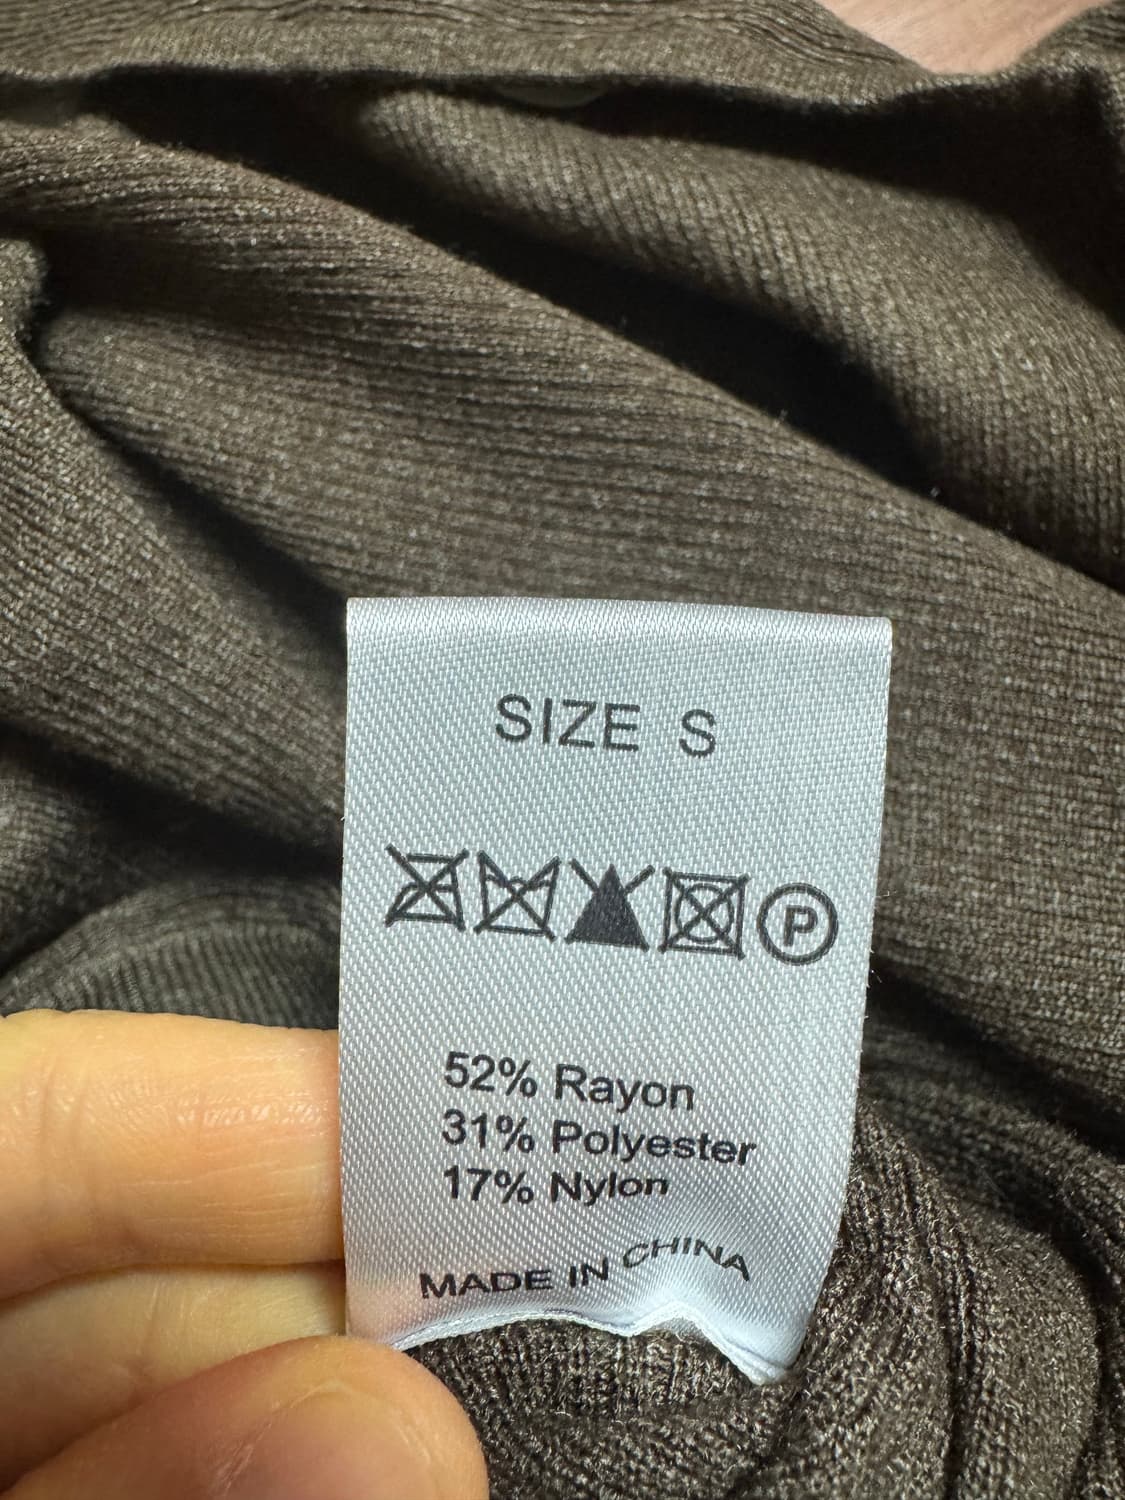 SIZE S
P
52% Rayon
31% Polyester
17% Nylon
MADE IN CHINA